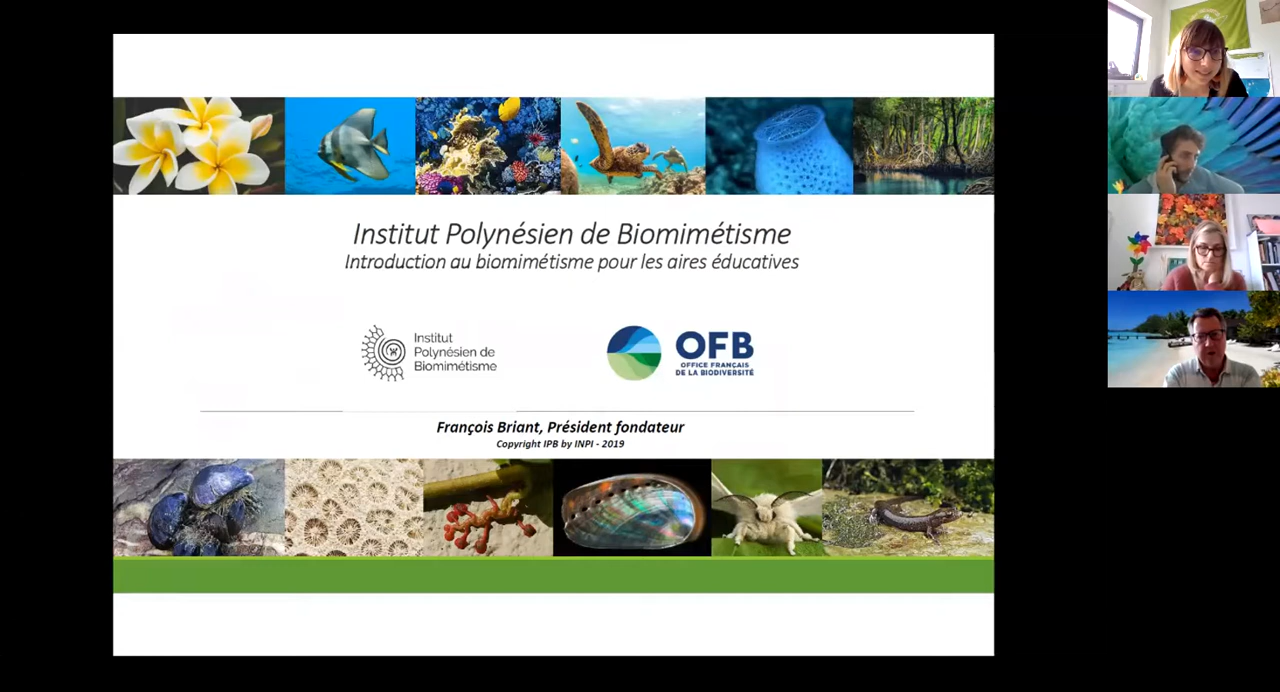 Institut Polynésien de Biomimétisme
Introduction au biomimétisme pour les aires éducatives
Institut
Polynésien de
Biomimétisme
OFB
OFFICE FRANÇAIS
DE LA BIODIVERSITÉ
François Briant, Président fondateur
Copyright IPB by INPI - 2019